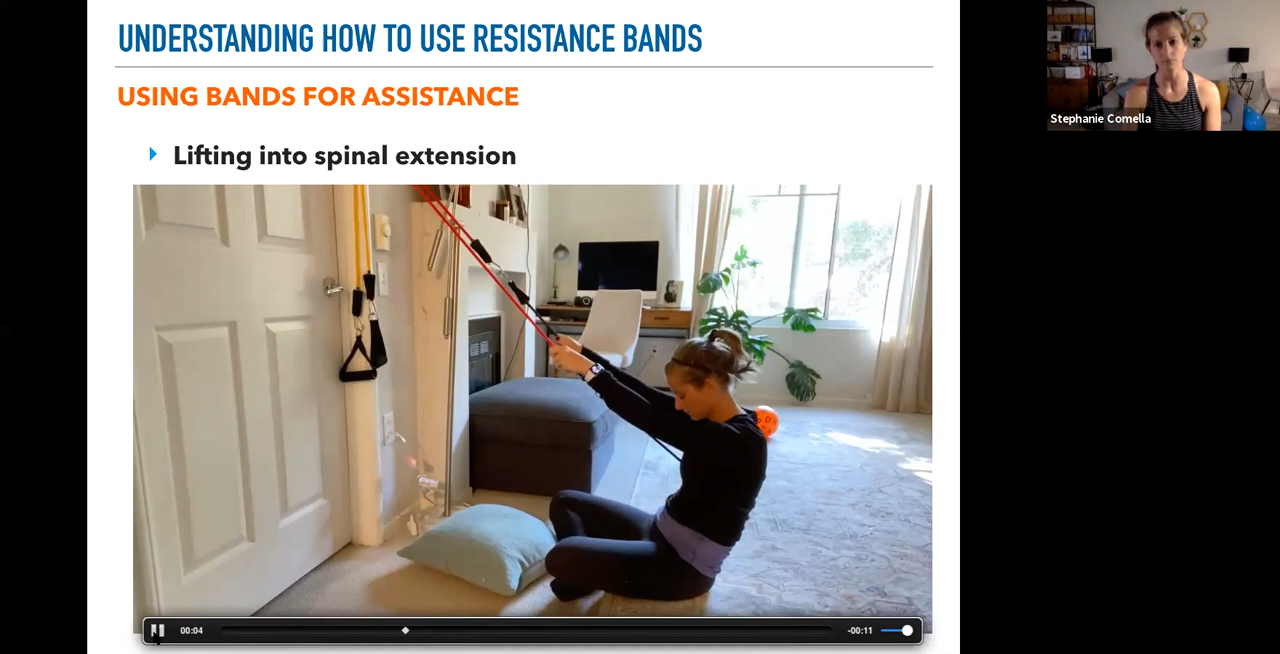 UNDERSTANDING HOW TO USE RESISTANCE BANDS
USING BANDS FOR ASSISTANCE
Lifting into spinal extension
Stephanie Comella
00:04
-00:11